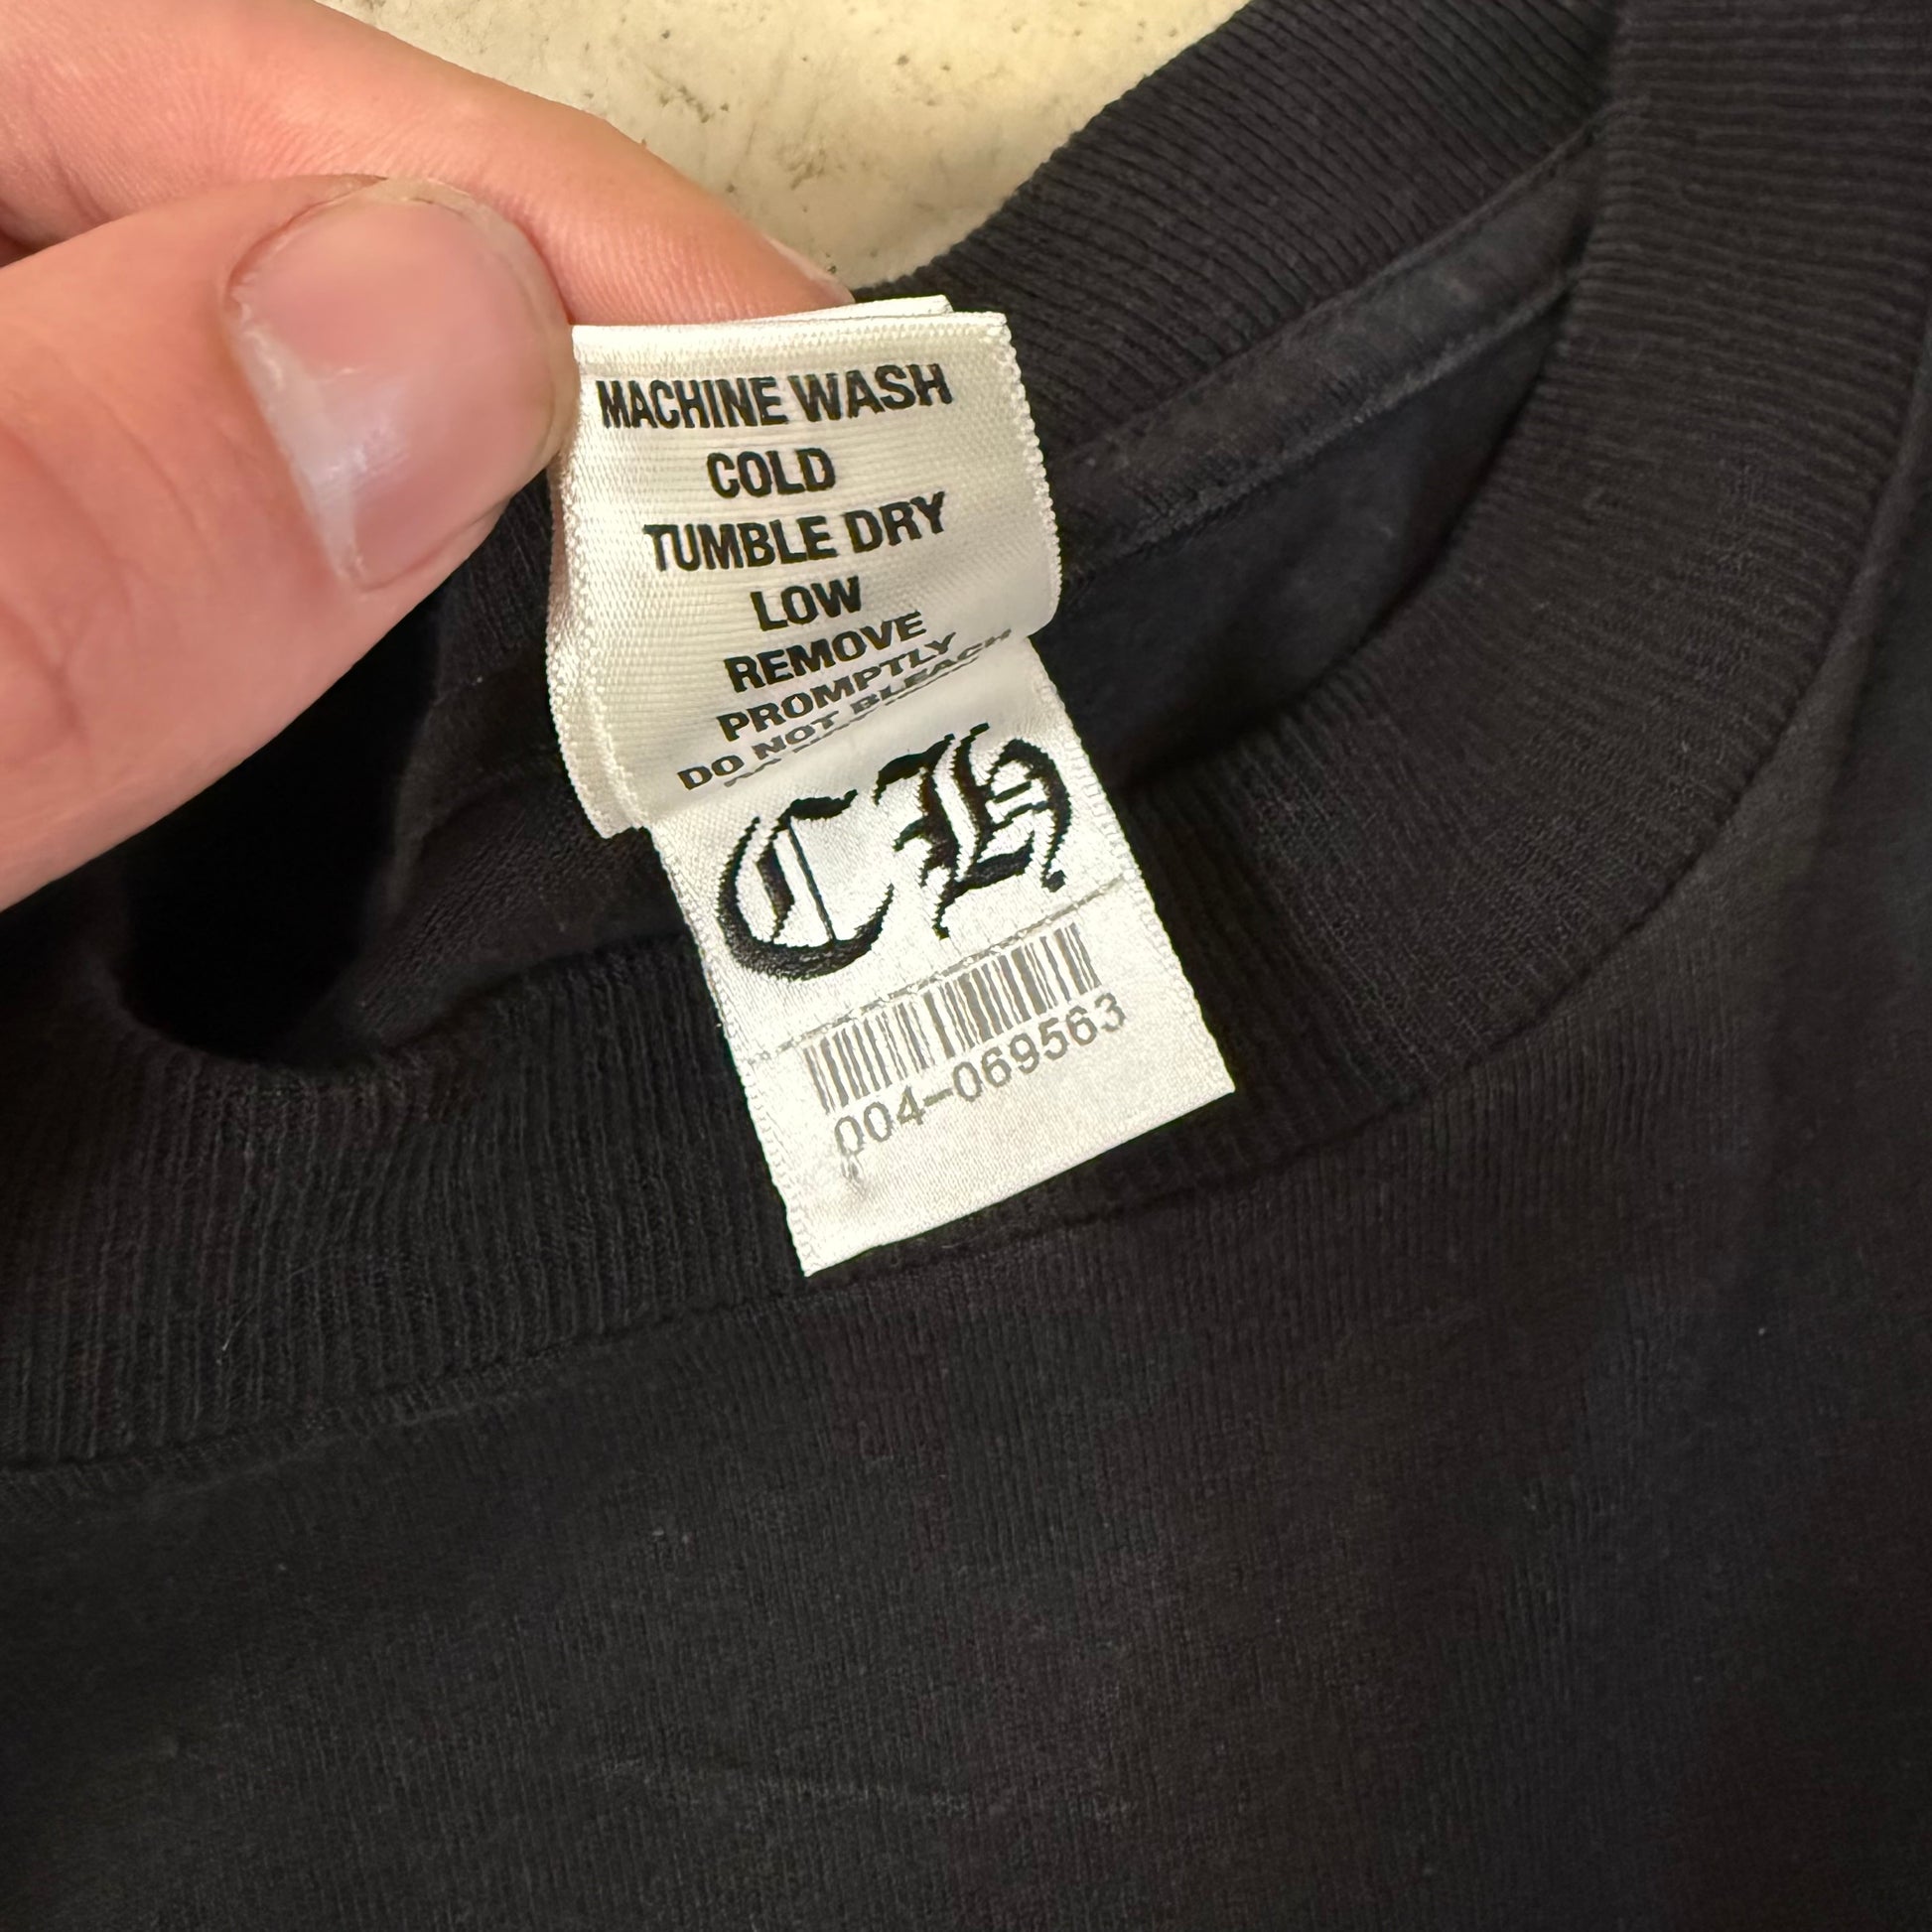 MACHINE WASH
COLD
TUMBLE DRY
LOW
REMOVE
PROMPTLY
DO NOT BLEACH
CH
004-069563